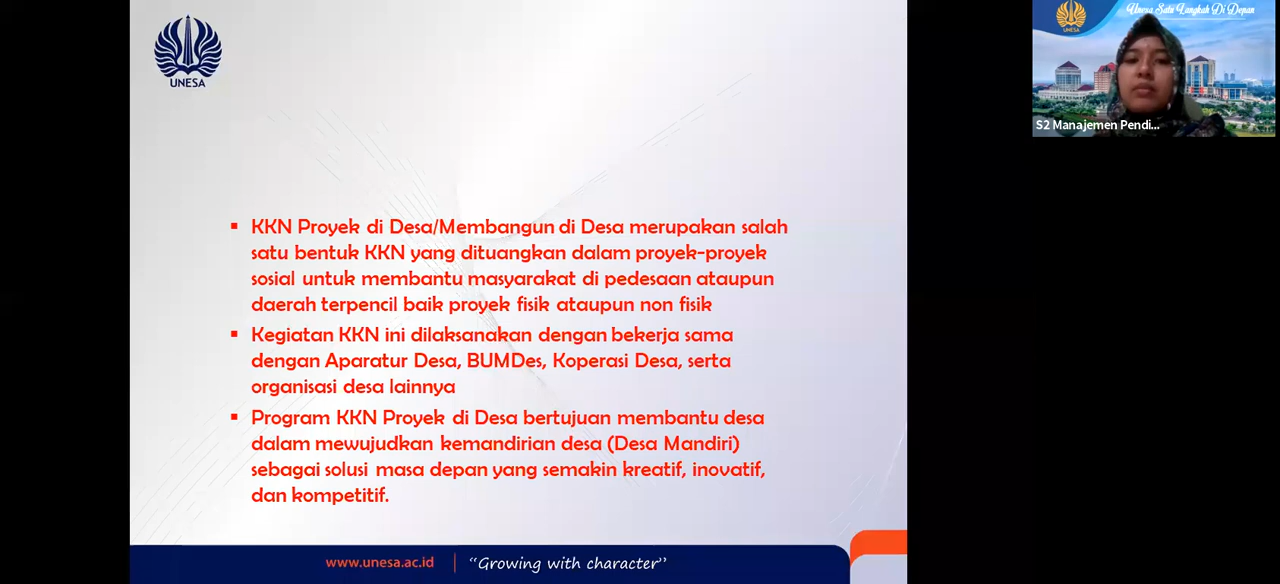 UNESA
KKN Proyek di Desa/Membangun di Desa merupakan salah
satu bentuk KKN yang dituangkan dalam proyek-proyek
sosial untuk membantu masyarakat di pedesaan ataupun
daerah terpencil baik proyek fisik ataupun non fisik
Kegiatan KKN ini dilaksanakan dengan bekerja sama
dengan Aparatur Desa, BUMDes, Koperasi Desa, serta
organisasi desa lainnya
Program KKN Proyek di Desa bertujuan membantu desa
dalam mewujudkan kemandirian desa (Desa Mandiri)
sebagai solusi masa depan yang semakin kreatif, inovatif,
dan kompetitif.
www.unesa.ac.id
“Growing with character”
UNESA
Unesa Satu Langkah Di Depan
S2 Manajemen Pendi...